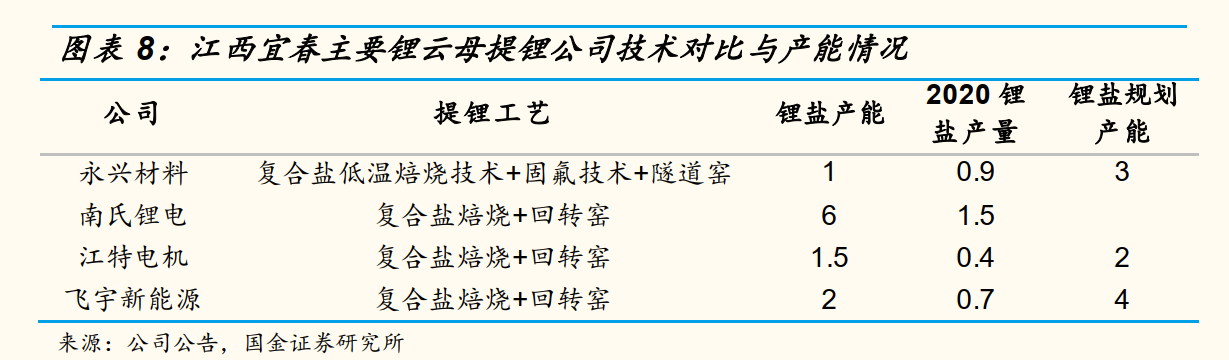 图表 8：江西宜春主要锂云母提锂公司技术对比与产能情况
公司 提锂工艺 锂盐产能 2020 锂盐产量 锂盐规划产能
永兴材料 复合盐低温焙烧技术+固氟技术+隧道窑 1 0.9 3
南氏锂电 复合盐焙烧+回转窑 6 1.5
江特电机 复合盐焙烧+回转窑 1.5 0.4 2
飞宇新能源 复合盐焙烧+回转窑 2 0.7 4
来源：公司公告，国金证券研究所